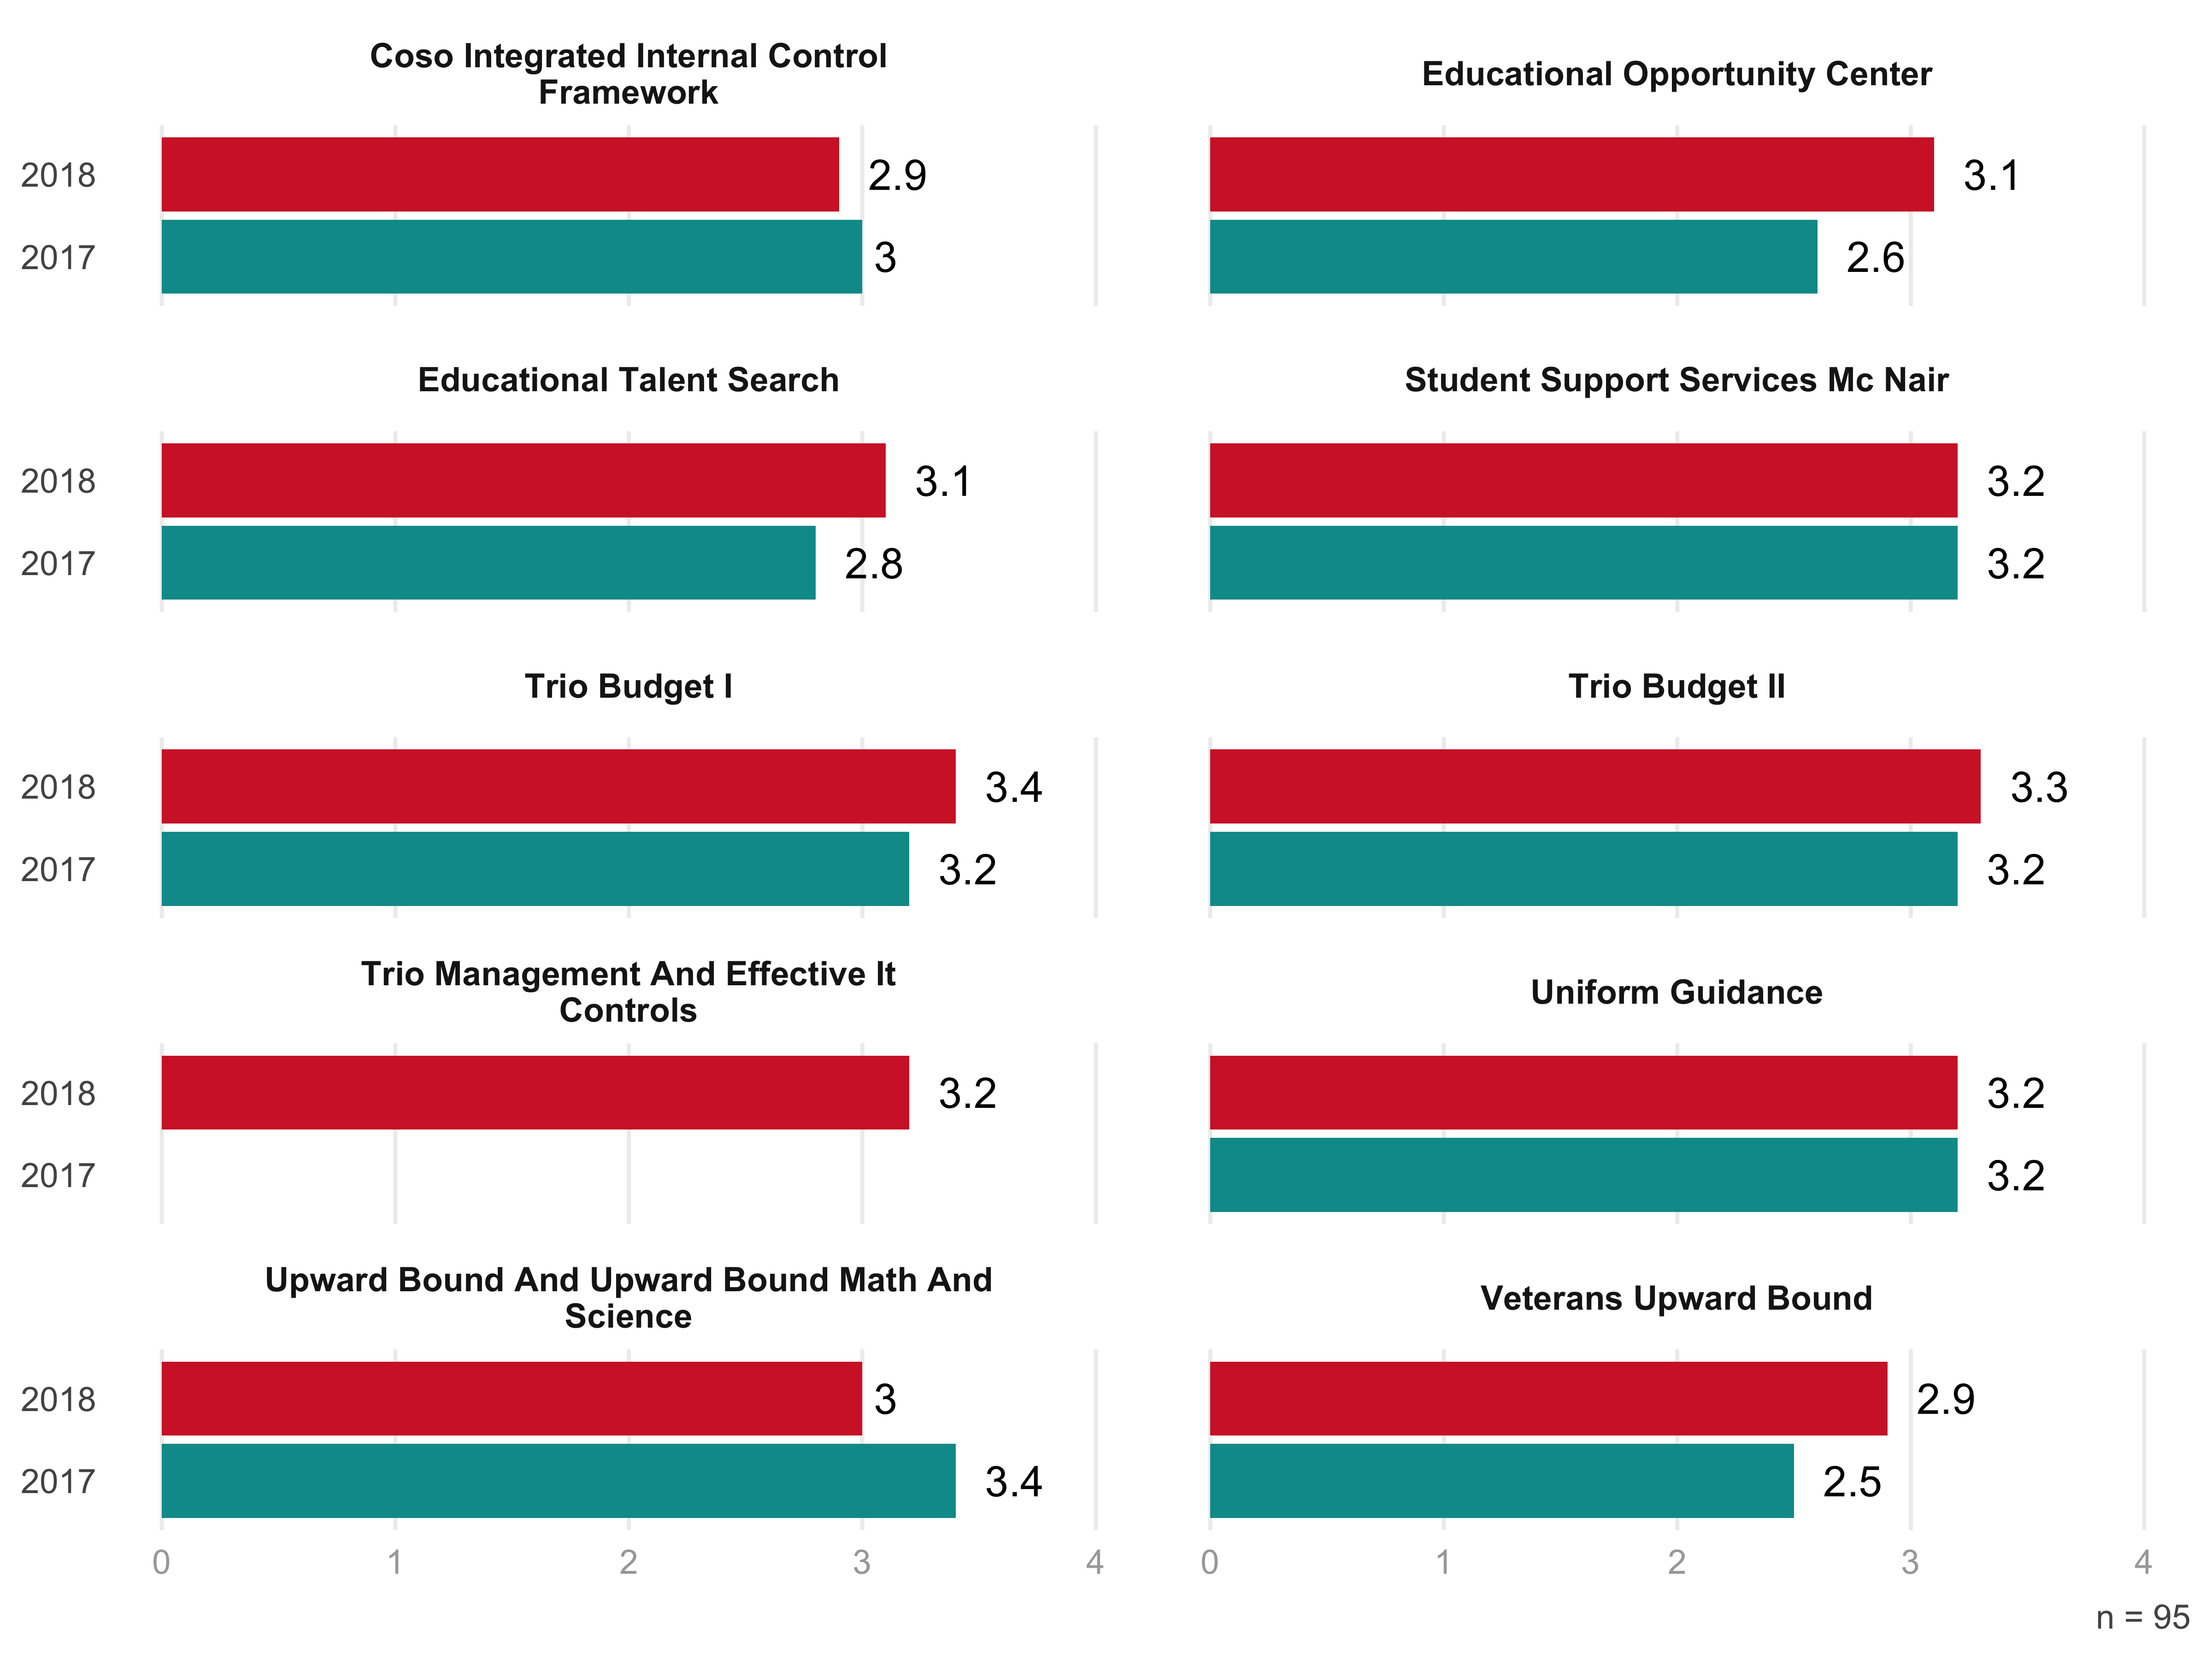 Coso Integrated Internal Control
Framework
2018
2.9
2017
3
Educational Opportunity Center
3.1
2.6
Educational Talent Search
2018
3.1
2017
2.8
Student Support Services Mc Nair
3.2
3.2
Trio Budget I
2018
3.4
2017
3.2
Trio Budget II
3.3
3.2
Trio Management And Effective It
Controls
2018
3.2
2017
Uniform Guidance
3.2
3.2
Upward Bound And Upward Bound Math And
Science
2018
3
2017
3.4
0 1 2 3 4
Veterans Upward Bound
2.9
2.5
0 1 2 3 4
n = 95